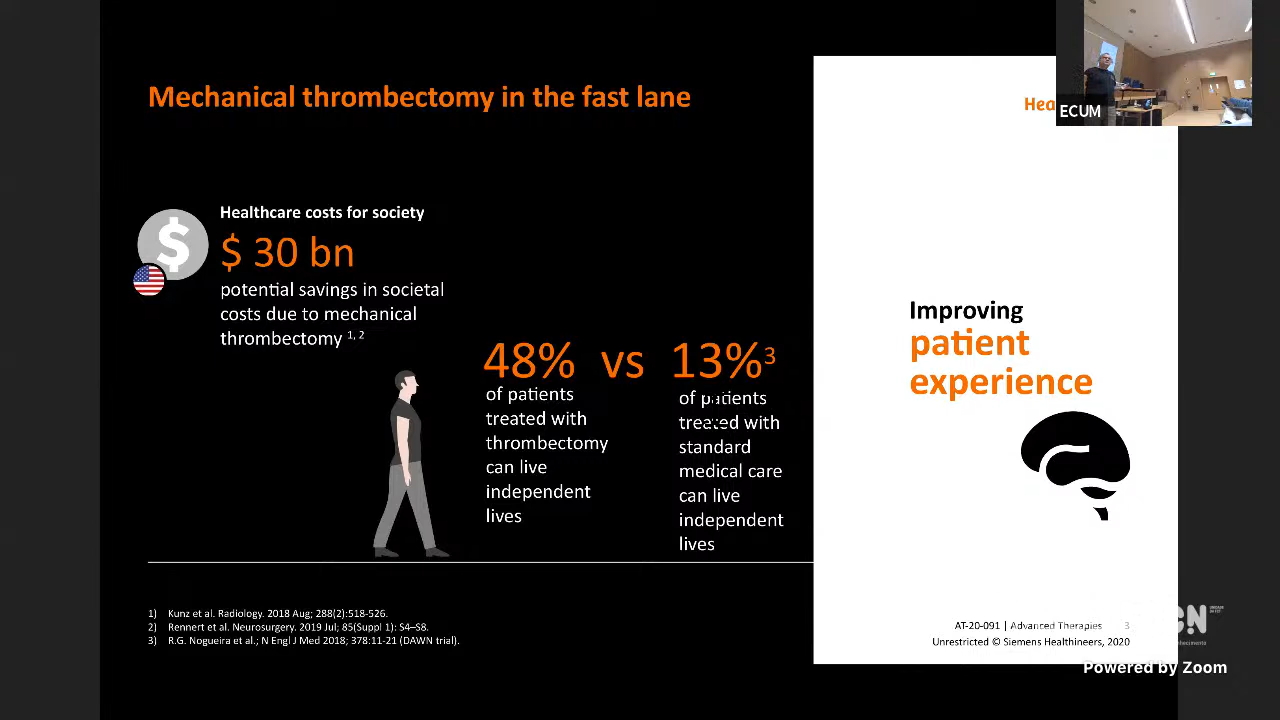 Mechanical thrombectomy in the fast lane
ECUM
Healthcare costs for society
$
$ 30 bn
potential savings in societal
costs due to mechanical
thrombectomy 1, 2
48% vs 13%3
of patients
treated with
thrombectomy
can live
independent
lives
of patients
treated with
standard
medical care
can live
independent
lives
Improving
patient
experience
1) Kunz et al. Radiology. 2018 Aug; 288(2):518-526.
2) Rennert et al. Neurosurgery. 2019 Jul; 85(Suppl 1): S4–S8.
3) R.G. Nogueira et al.; N Engl J Med 2018; 378:11-21 (DAWN trial).
AT-20-091 | Advanced Therapies 3
Unrestricted © Siemens Healthineers, 2020
Powered by Zoom